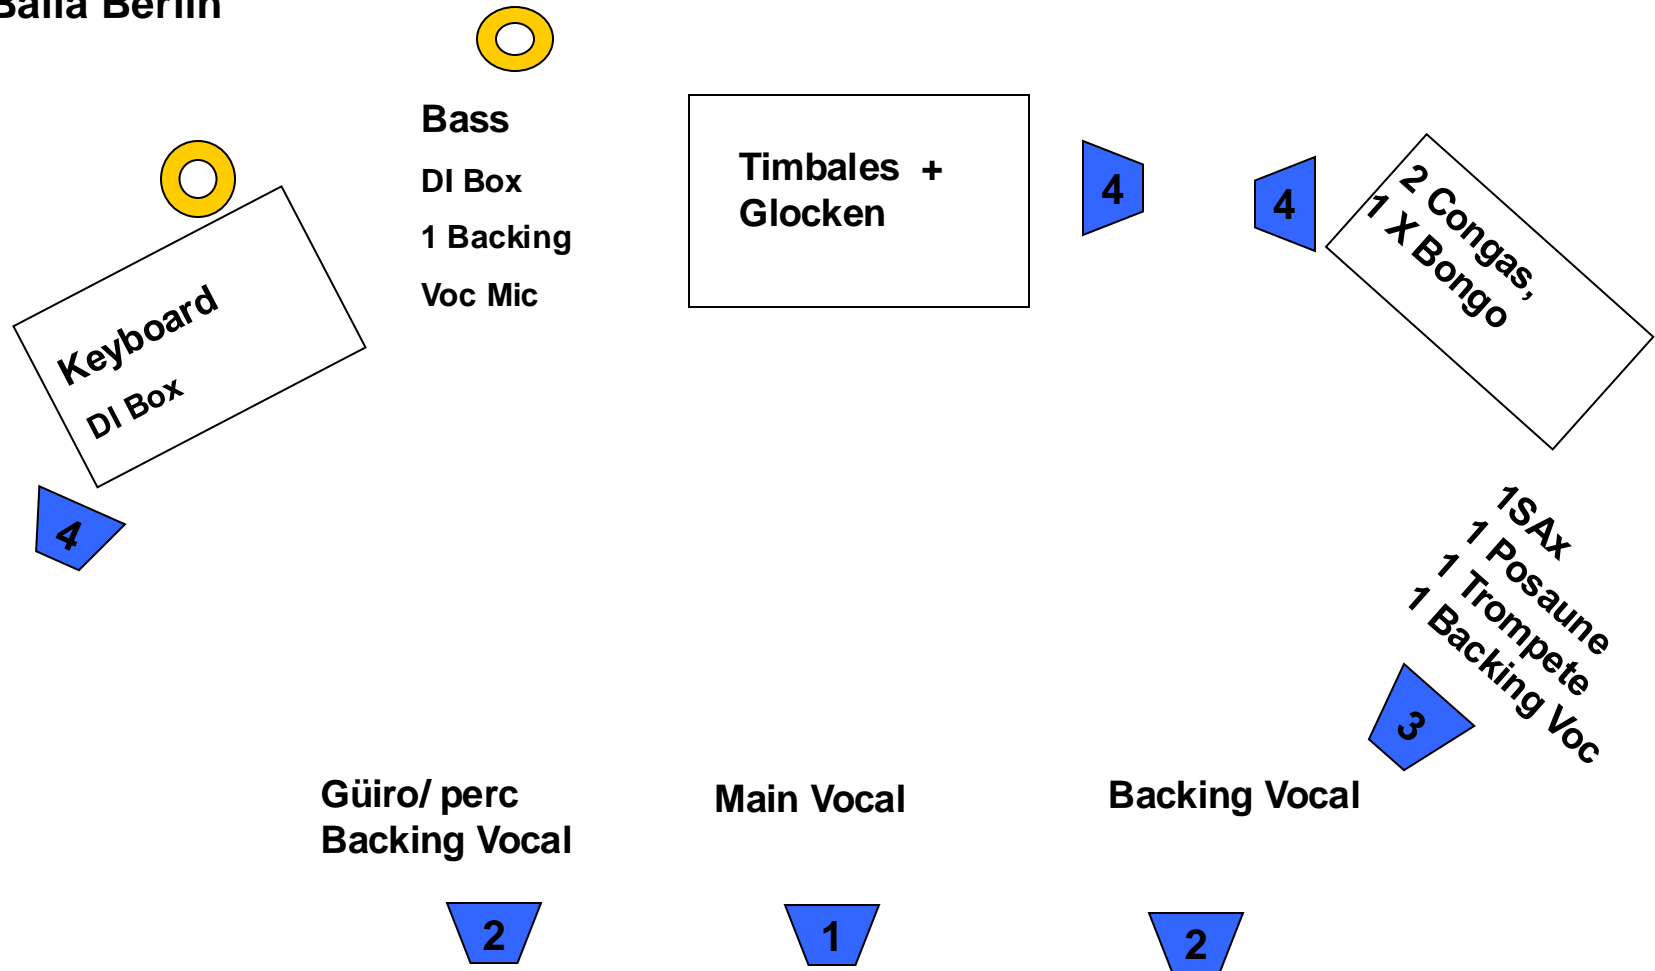 Baila Berlin
Bass
DI Box
1 Backing
Voc Mic
Timbales +
Glocken
4
4
2 Congas,
1 X Bongo
Keyboard
DI Box
4
1SAx
1 Posaune
1 Trompete
1 Backing Voc
3
Güiro/ perc
Backing Vocal
Main Vocal
Backing Vocal
2
1
2